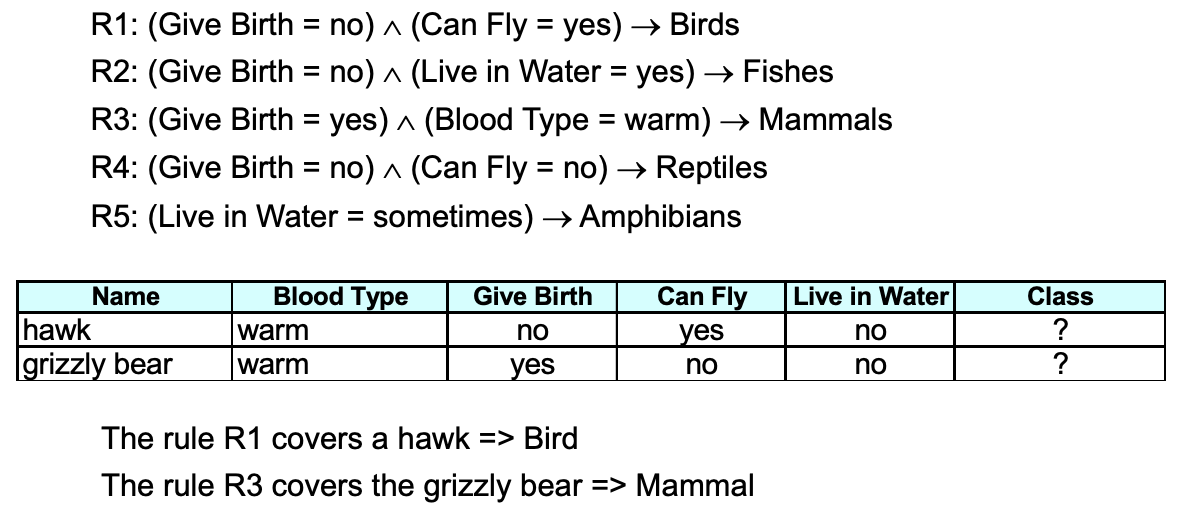 R1: (Give Birth = no) ∧ (Can Fly = yes) → Birds
R2: (Give Birth = no) ∧ (Live in Water = yes) → Fishes
R3: (Give Birth = yes) ∧ (Blood Type = warm) → Mammals
R4: (Give Birth = no) ∧ (Can Fly = no) → Reptiles
R5: (Live in Water = sometimes) → Amphibians
Name Blood Type Give Birth Can Fly Live in Water Class
hawk warm no yes no ?
grizzly bear warm yes no no ?
The rule R1 covers a hawk => Bird
The rule R3 covers the grizzly bear => Mammal